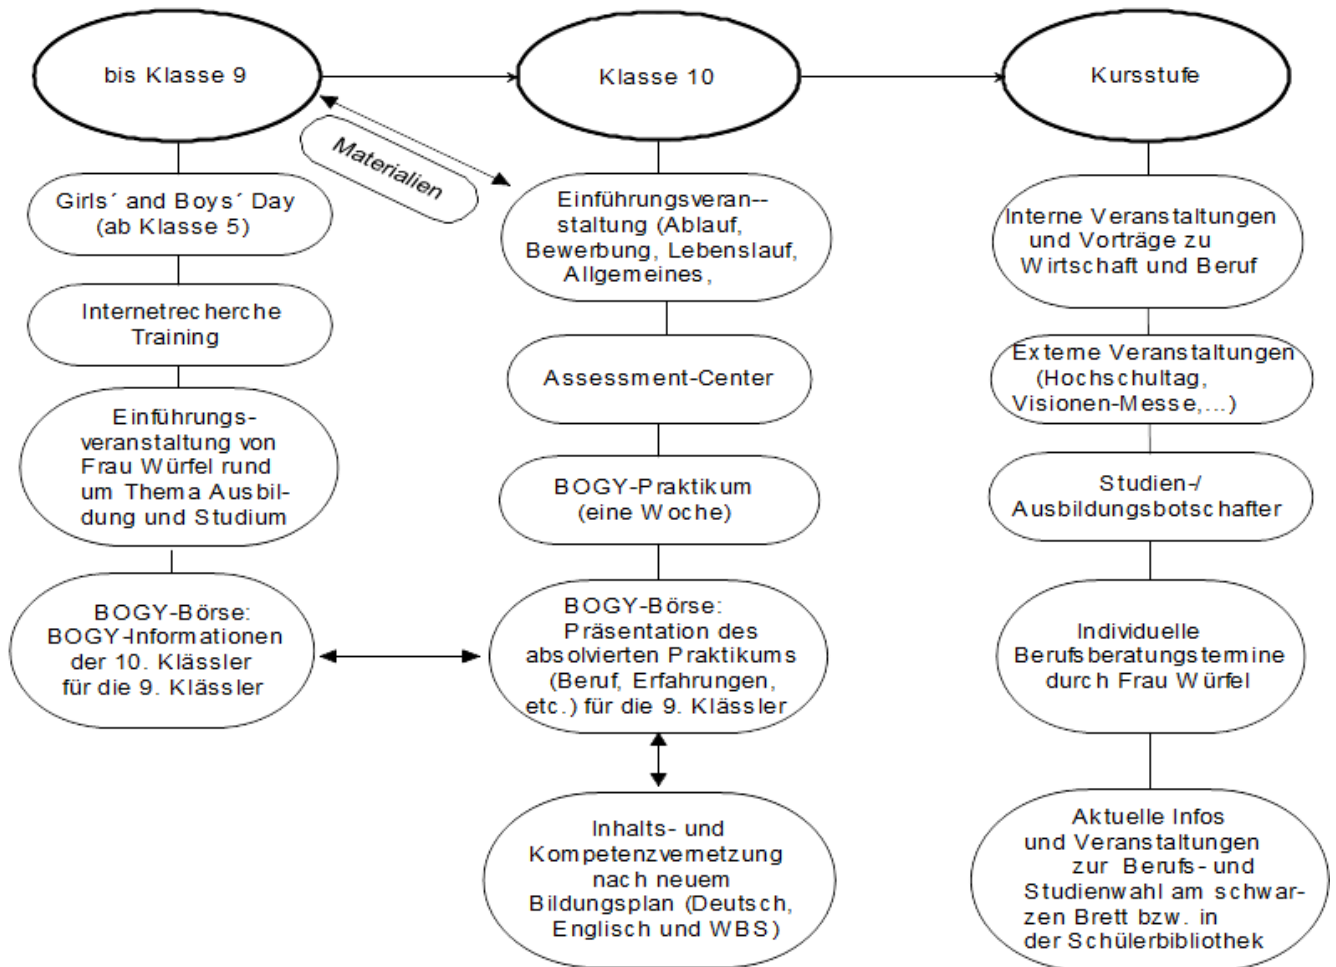 bis Klasse 9
Klasse 10
Kursstufe
Materialien
Girls´ and Boys´ Day
(ab Klasse 5)
Internetrecherche
Training
Einführungs-
veranstaltung von
Frau Würfel rund
um Thema Ausbil-
dung und Studium
BOGY-Börse:
BOGY-Informationen
der 10. Klässler
für die 9. Klässler
Einführungsveran--
staltung (Ablauf,
Bewerbung, Lebenslauf,
Allgemeines,
Assessment-Center
BOGY-Praktikum
(eine Woche)
BOGY-Börse:
Präsentation des
absolvierten Praktikums
(Beruf, Erfahrungen,
etc.) für die 9. Klässler
Inhalts- und
Kompetenzvernetzung
nach neuem
Bildungsplan (Deutsch,
Englisch und WBS)
Interne Veranstaltungen
und Vorträge zu
Wirtschaft und Beruf
Externe Veranstaltungen
(Hochschultag,
Visionen-Messe,...)
Studien-/
Ausbildungsbotschafter
Individuelle
Berufsberatungstermine
durch Frau Würfel
Aktuelle Infos
und Veranstaltungen
zur Berufs- und
Studienwahl am schwar-
zen Brett bzw. in
der Schülerbibliothek